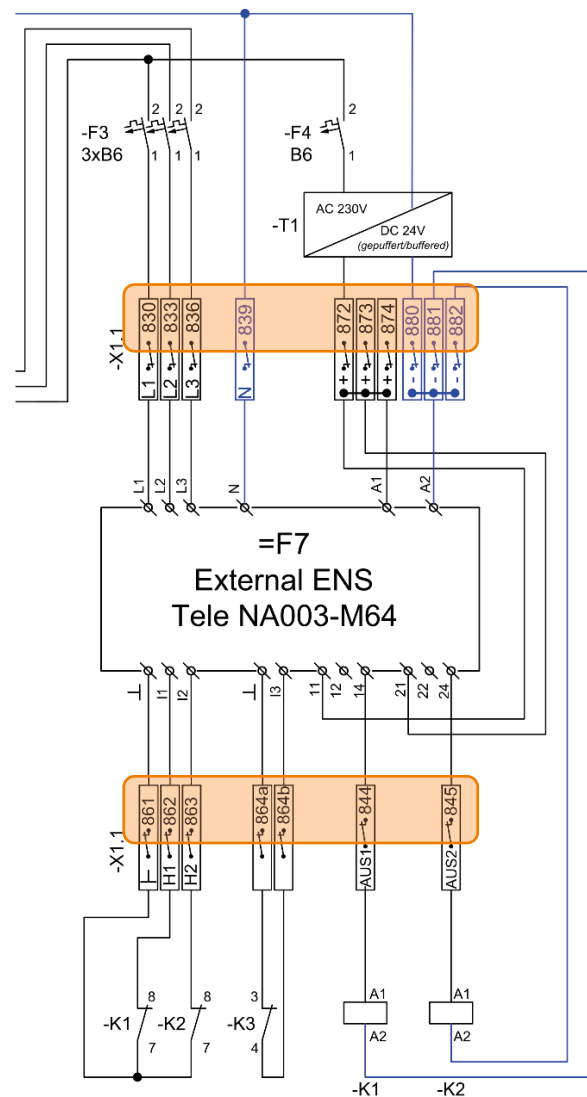 2 2 2 2
-F3
3xB6
1 1 1
-F4
B6
1
-T1
AC 230V
DC 24V
(gepuffert/buffered)
-X1.1
830 833 836 839 872 873 874 880 881 882
L1 L2 L3 N + + + - - -
L1 L2 L3 N A1 A2
=F7
External ENS
Tele NA003-M64
⊥ I1 I2 ⊥ I3 11 12 14 21 22 24
-X1.1
861 862 863 864a 864b 844 845
⊥ H1 H2 AUS1 AUS2
8 8 3 A1 A1
-K1 -K2 -K3
7 7 4 A2 A2
-K1 -K2